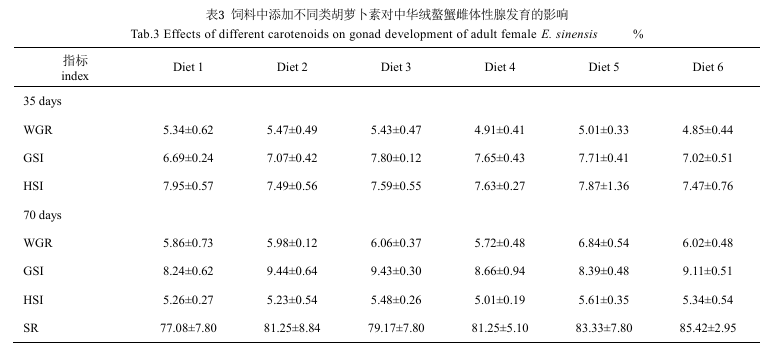 表3 饲料中添加不同类胡萝卜素对中华绒螯蟹雌体性腺发育的影响
Tab.3 Effects of different carotenoids on gonad development of adult female E. sinensis %
指标 index Diet 1 Diet 2 Diet 3 Diet 4 Diet 5 Diet 6
35 days
WGR 5.34±0.62 5.47±0.49 5.43±0.47 4.91±0.41 5.01±0.33 4.85±0.44
GSI 6.69±0.24 7.07±0.42 7.80±0.12 7.65±0.43 7.71±0.41 7.02±0.51
HSI 7.95±0.57 7.49±0.56 7.59±0.55 7.63±0.27 7.87±1.36 7.47±0.76
70 days
WGR 5.86±0.73 5.98±0.12 6.06±0.37 5.72±0.48 6.84±0.54 6.02±0.48
GSI 8.24±0.62 9.44±0.64 9.43±0.30 8.66±0.94 8.39±0.48 9.11±0.51
HSI 5.26±0.27 5.23±0.54 5.48±0.26 5.01±0.19 5.61±0.35 5.34±0.54
SR 77.08±7.80 81.25±8.84 79.17±7.80 81.25±5.10 83.33±7.80 85.42±2.95